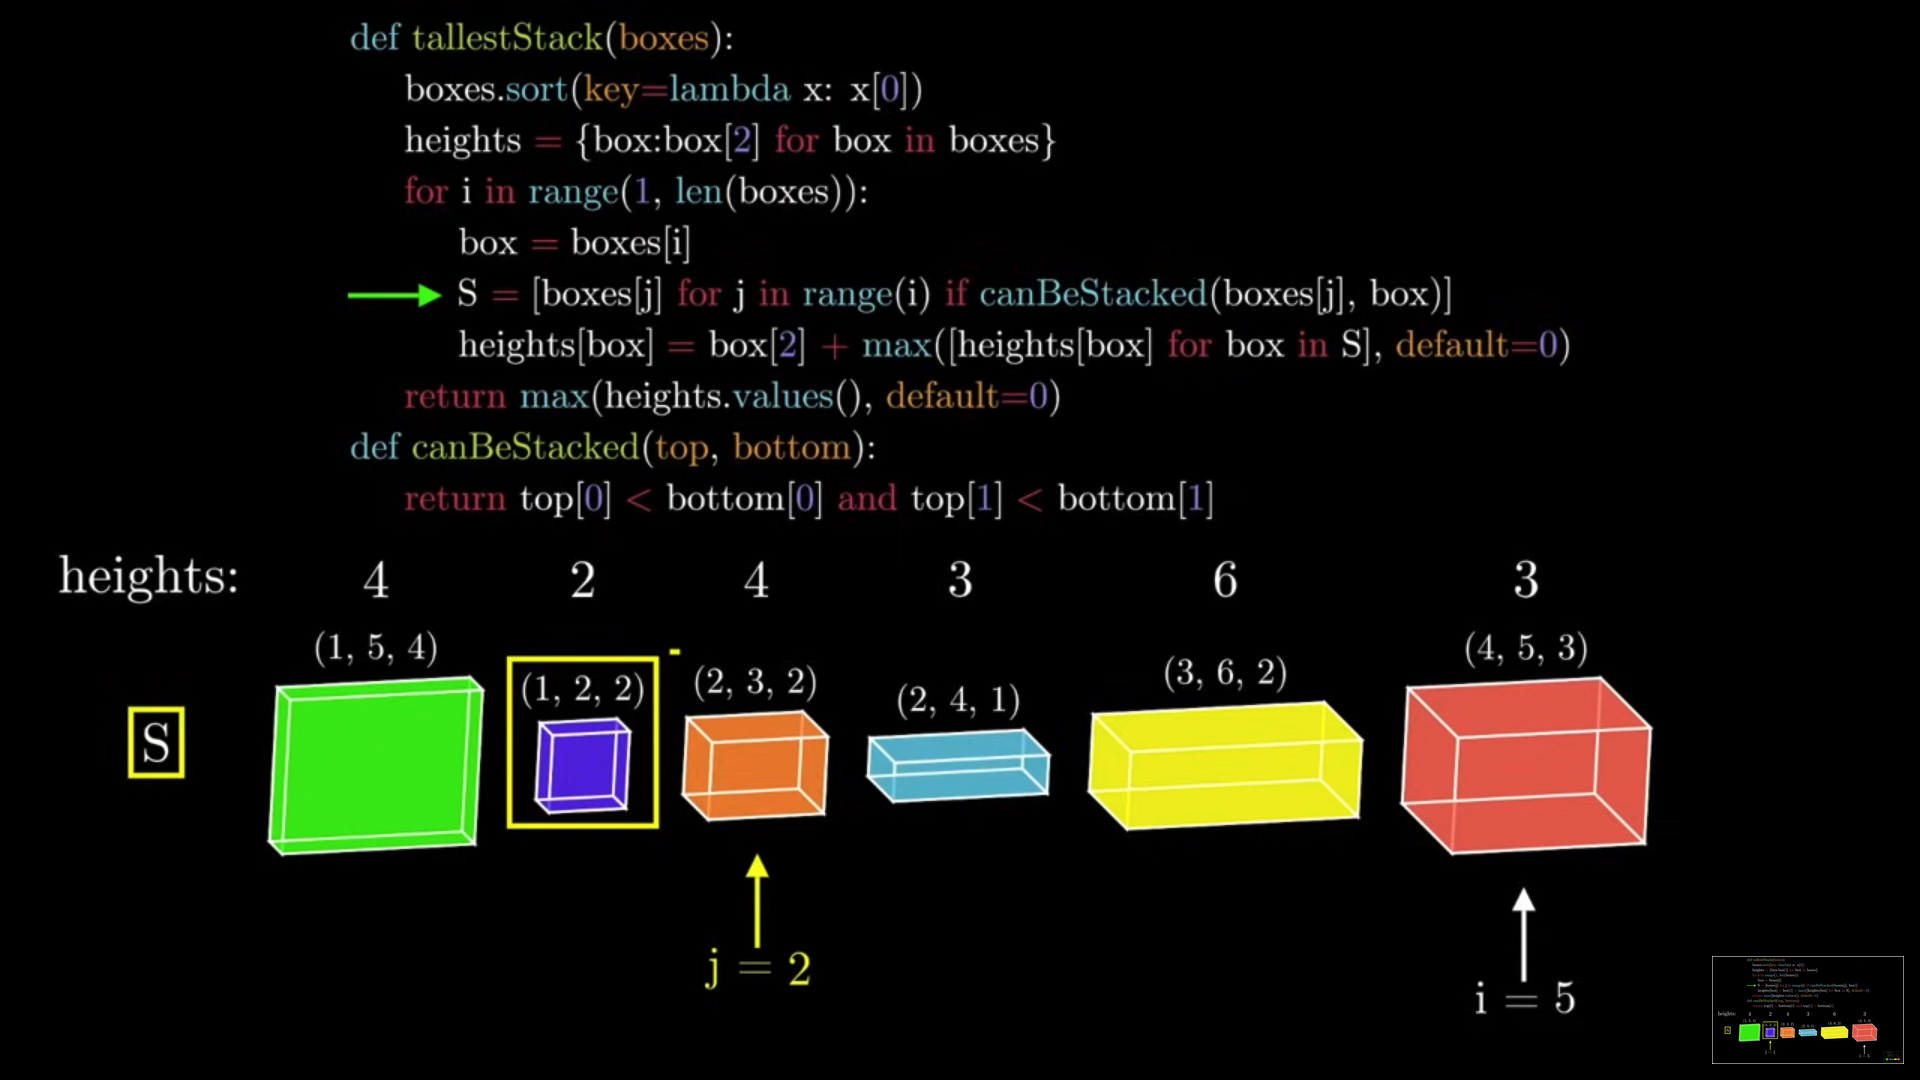 def tallestStack(boxes):
boxes.sort(key=lambda x: x[0])
heights = {box:box[2] for box in boxes}
for i in range(1, len(boxes)):
box = boxes[i]
S = [boxes[j] for j in range(i) if canBeStacked(boxes[j], box)]
heights[box] = box[2] + max([heights[box] for box in S], default=0)
return max(heights.values(), default=0)
def canBeStacked(top, bottom):
return top[0] < bottom[0] and top[1] < bottom[1]
heights: 4 2 4 3 6 3
(1, 5, 4) (1, 2, 2) (2, 3, 2) (2, 4, 1) (3, 6, 2) (4, 5, 3)
S
j = 2
i = 5